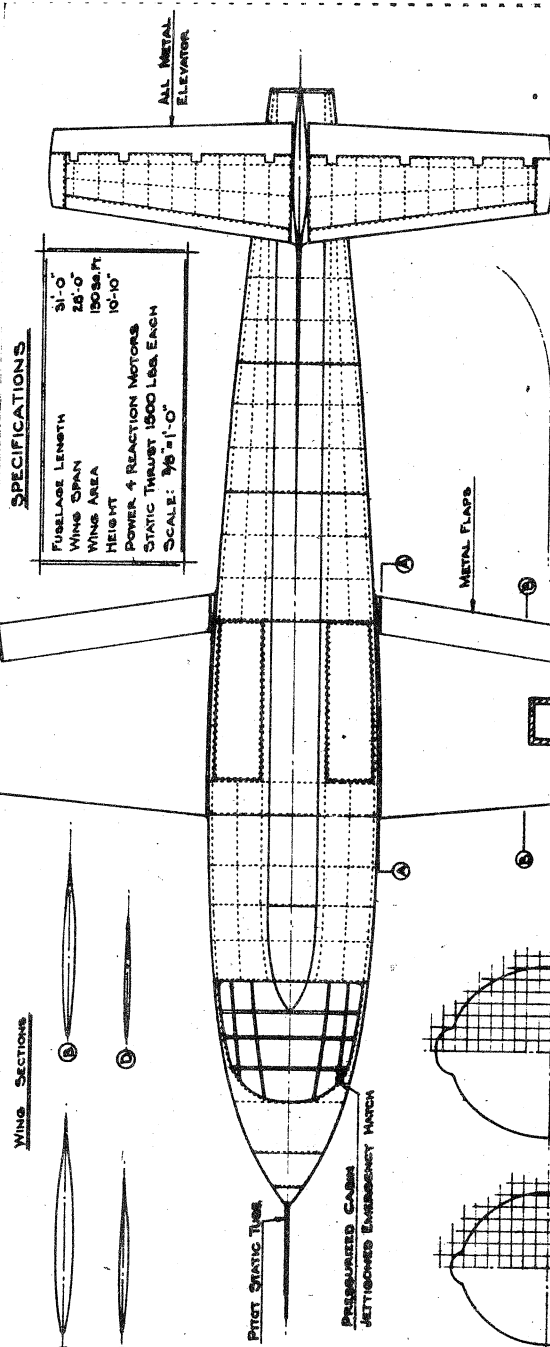 ALL METAL
ELEVATOR
SPECIFICATIONS
FUSELAGE LENGTH 31'-0"
WING SPAN 28'-0"
WING AREA 130 SQ.FT.
HEIGHT 10'-10"
POWER 4 REACTION MOTORS
STATIC THRUST 1500 LBS. EACH
SCALE: 3/8"=1'-0"
METAL FLAPS
A
B
A
B
WING SECTIONS
B
D
PITOT STATIC TUBE
PRESSURIZED CABIN
JETTISONED EMERGENCY HATCH